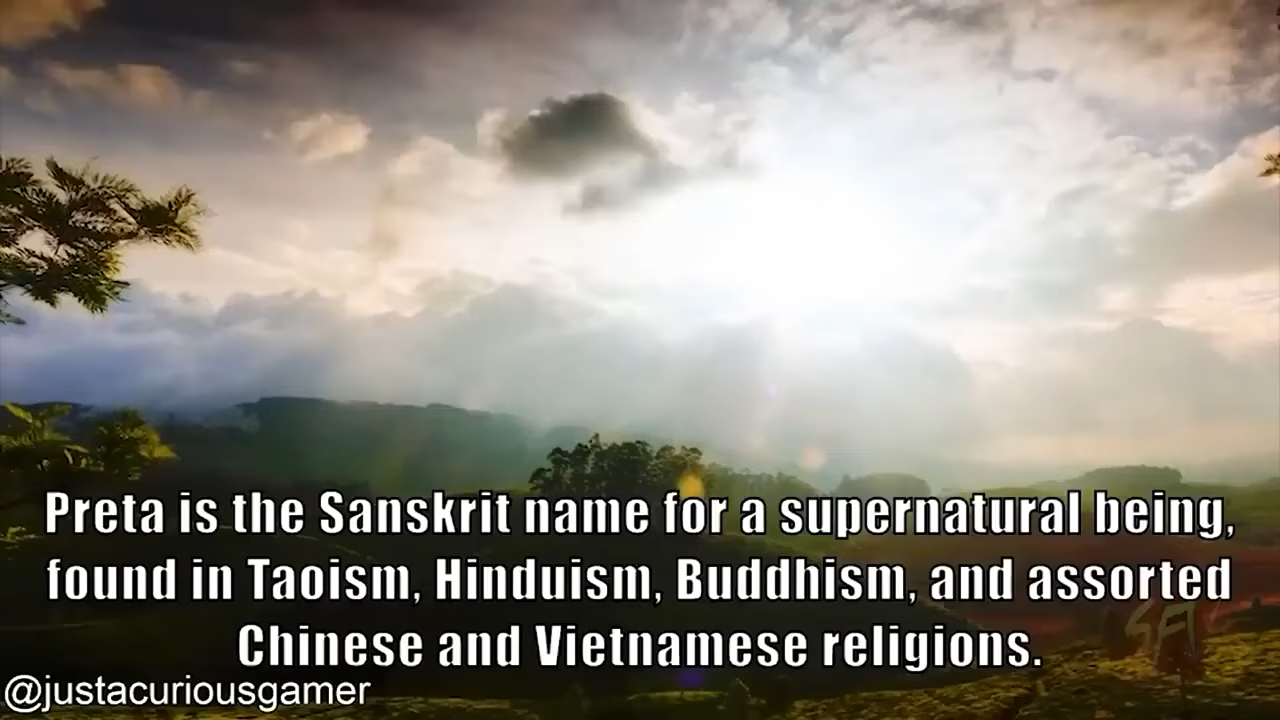 Preta is the Sanskrit name for a supernatural being,
found in Taoism, Hinduism, Buddhism, and assorted
Chinese and Vietnamese religions.
@justacuriousgamer